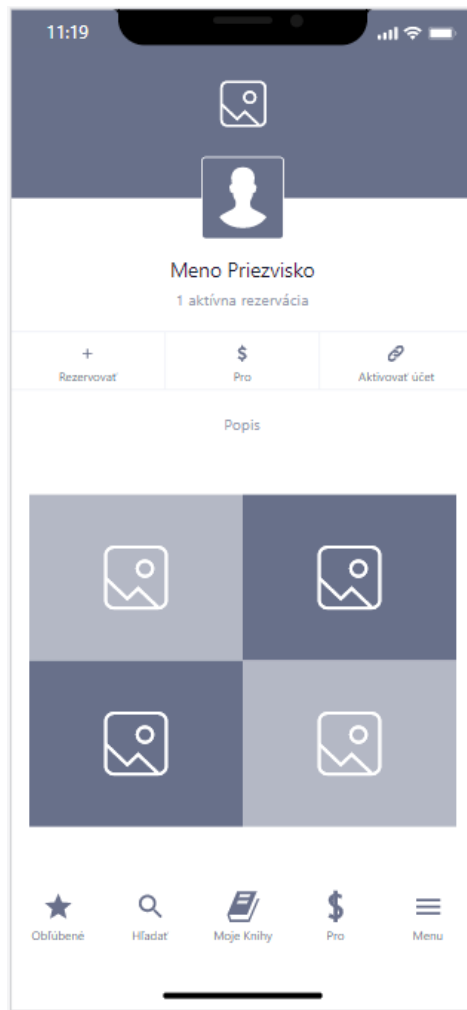 11:19
Meno Priezvisko
1 aktívna rezervácia
+ $
Rezervovať Pro Aktivovať účet
Popis
$
Obľúbené Hľadať Moje Knihy Pro Menu